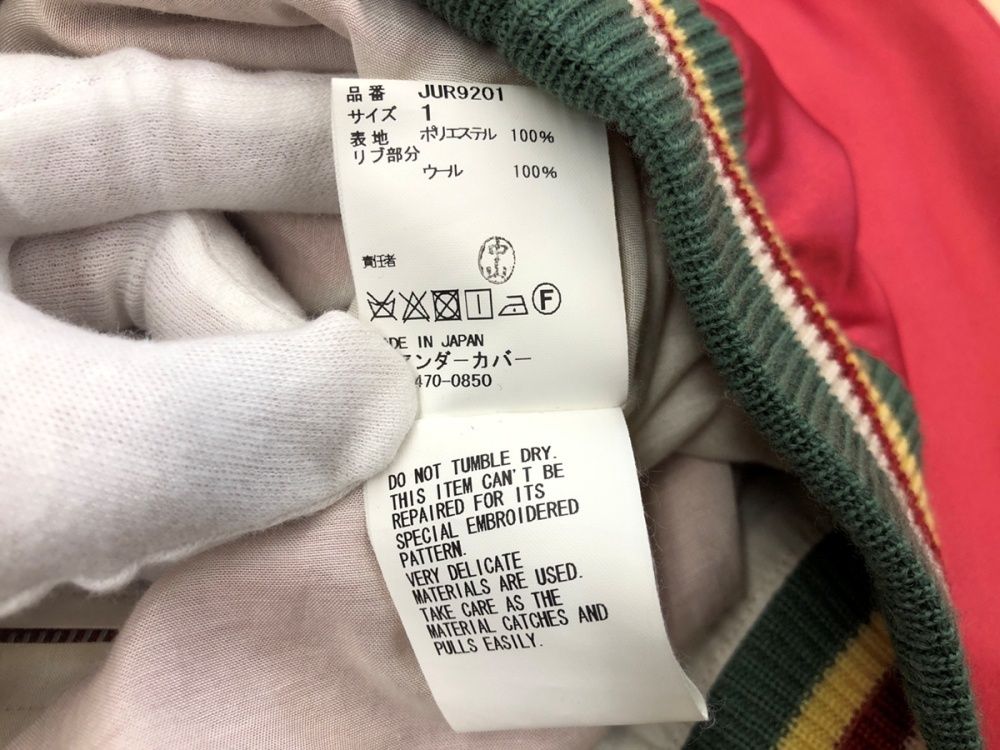 品番 JUR9201
サイズ 1
表地 ポリエステル 100%
リブ部分
ウール 100%
責任者
F
IN JAPAN
ンダーカバー
470-0850
DO NOT TUMBLE DRY.
THIS ITEM CAN'T BE
REPAIRED FOR ITS
SPECIAL EMBROIDERED
PATTERN.
VERY DELICATE
MATERIALS ARE USED.
TAKE CARE AS THE
MATERIAL CATCHES AND
PULLS EASILY.